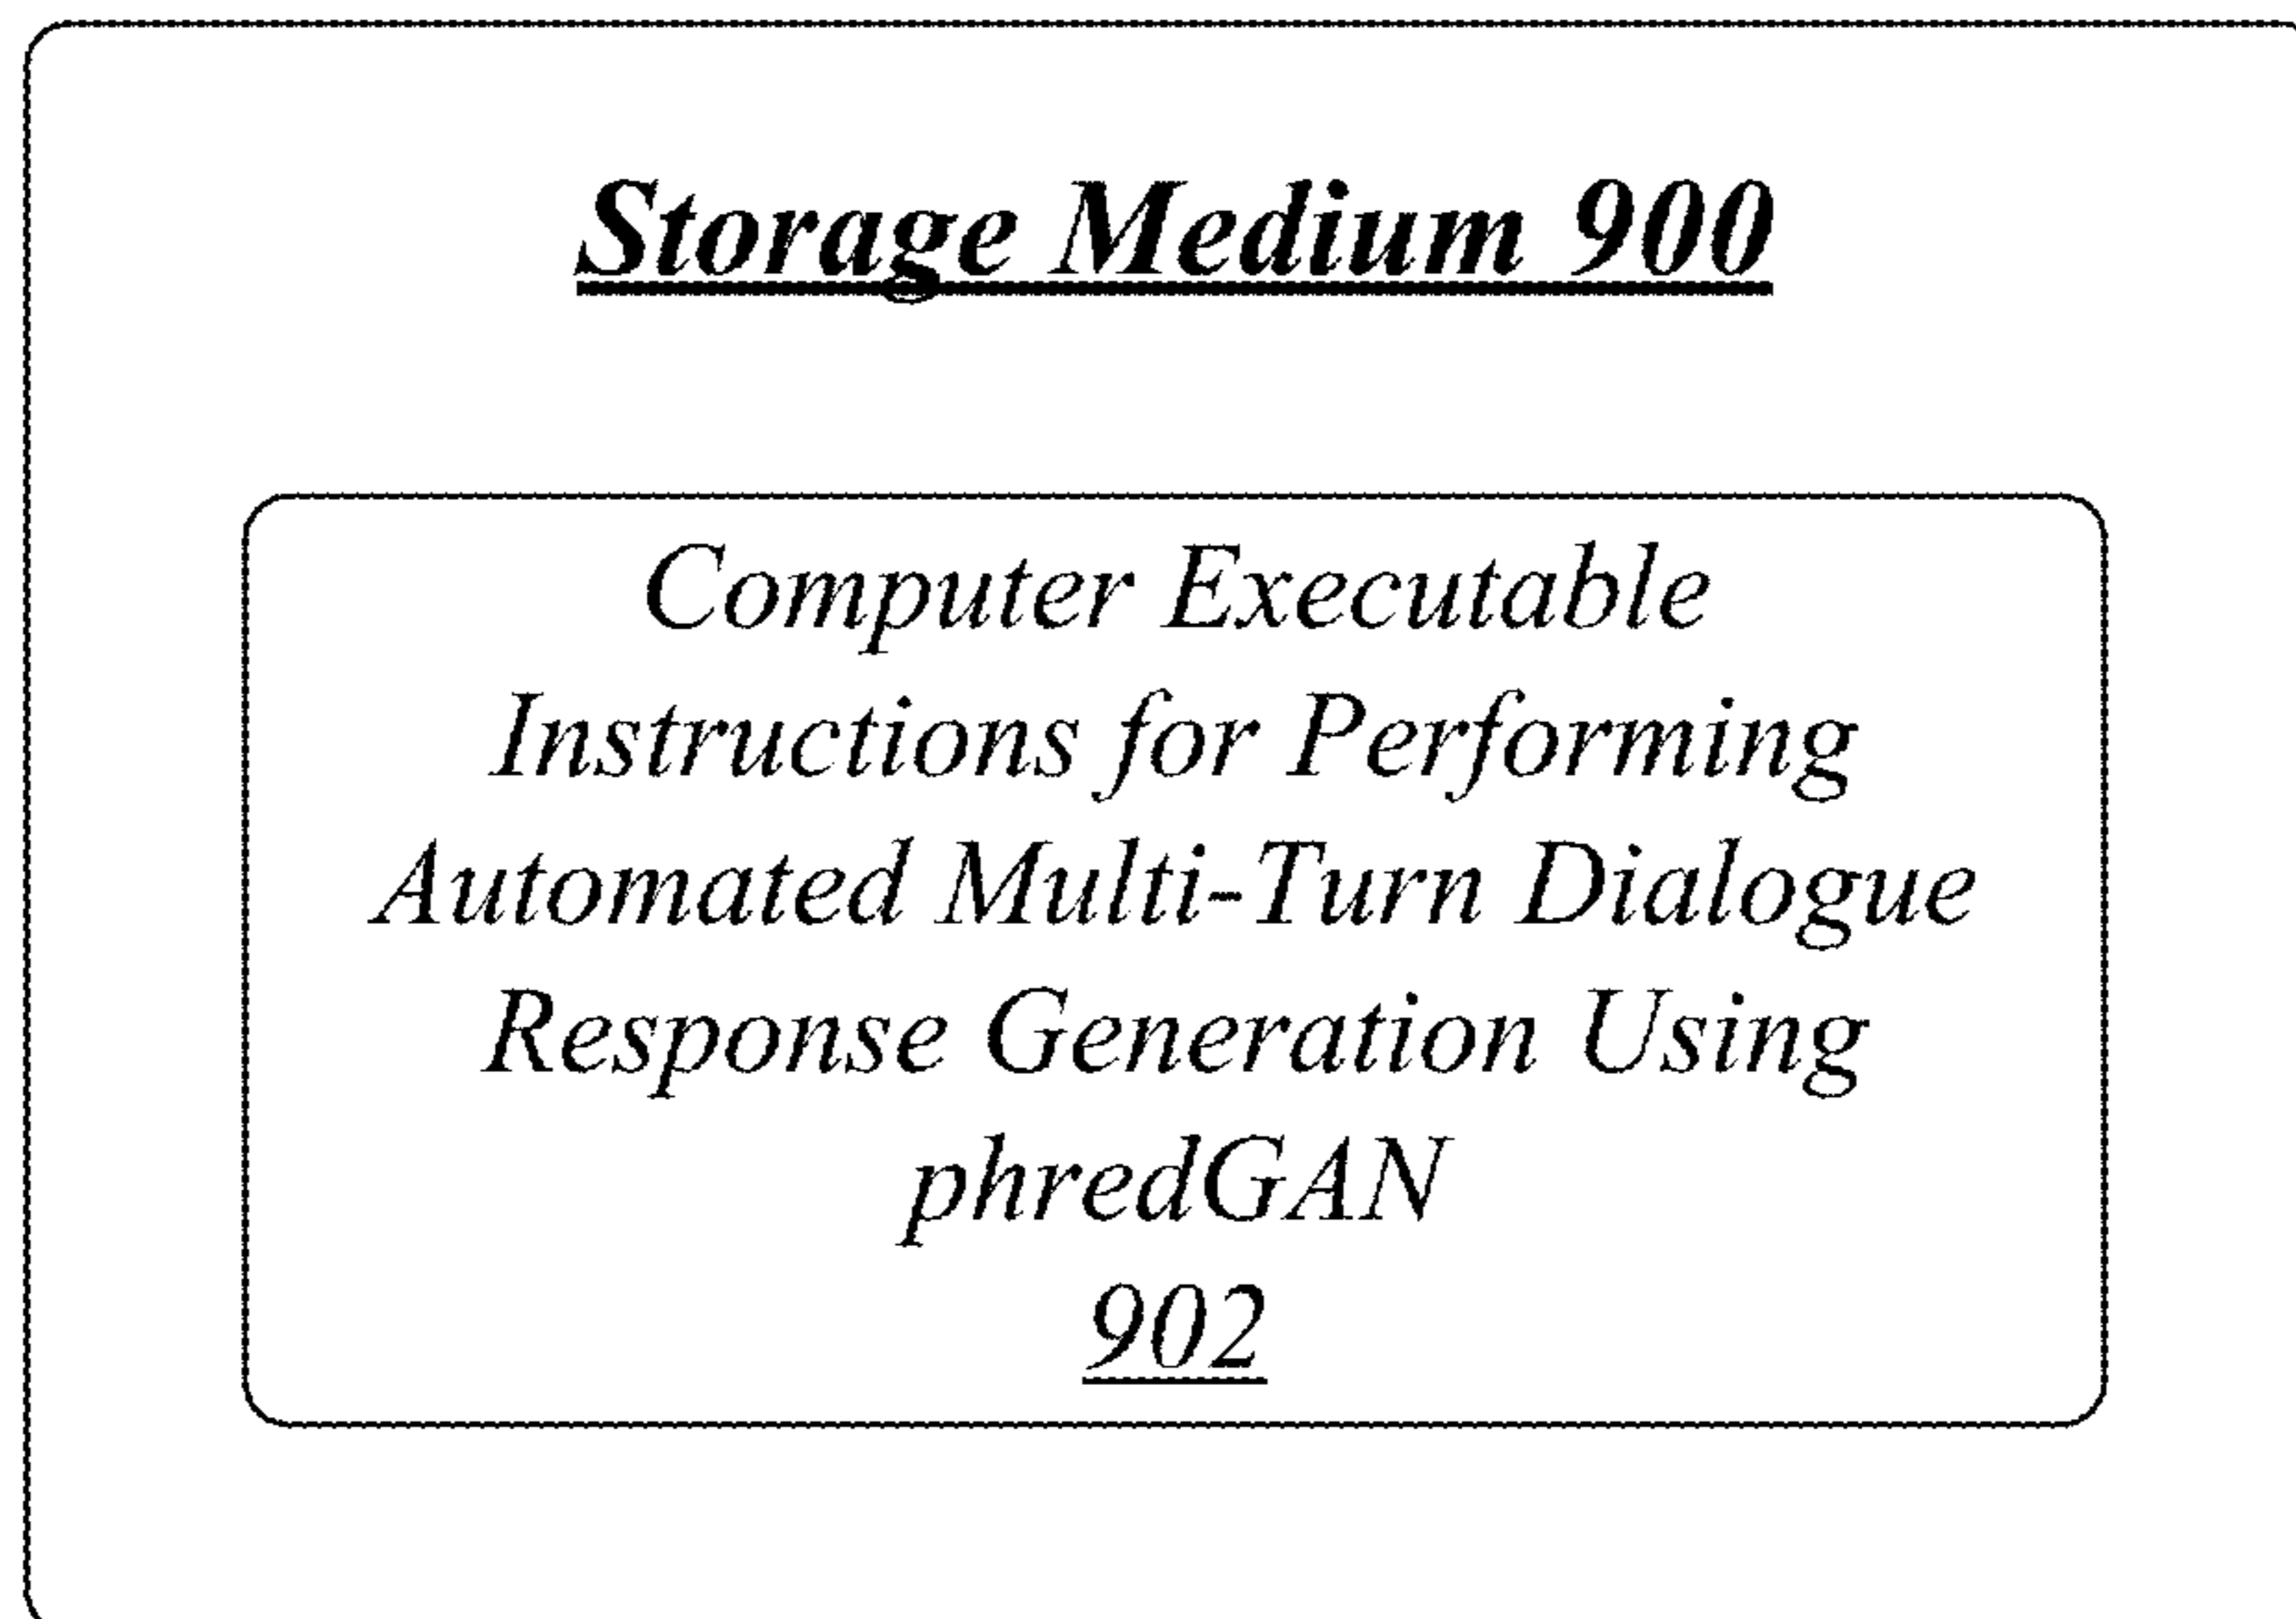 Storage Medium 900
Computer Executable
Instructions for Performing
Automated Multi-Turn Dialogue
Response Generation Using
phredGAN
902